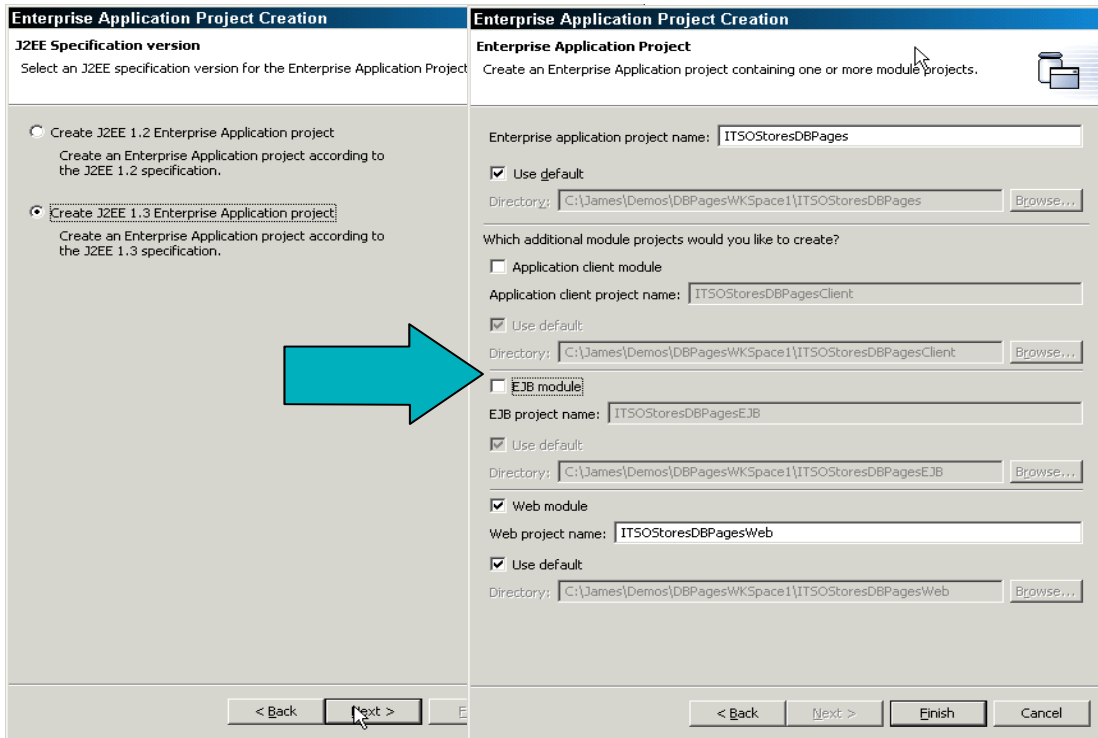 Enterprise Application Project Creation
J2EE Specification version
Select an J2EE specification version for the Enterprise Application Project
Create J2EE 1.2 Enterprise Application project
Create an Enterprise Application project according to
the J2EE 1.2 specification.
Create J2EE 1.3 Enterprise Application project
Create an Enterprise Application project according to
the J2EE 1.3 specification.
< Back
Next >
F
Enterprise Application Project Creation
Enterprise Application Project
Create an Enterprise Application project containing one or more module projects.
Enterprise application project name: ITSOStoresDBPages
Use default
Directory: C:\James\Demos\DBPagesWKSpace1\ITSOStoresDBPages Browse...
Which additional module projects would you like to create?
Application client module
Application client project name: ITSOStoresDBPagesClient
Use default
Directory: C:\James\Demos\DBPagesWKSpace1\ITSOStoresDBPagesClient Browse...
EJB module
EJB project name: ITSOStoresDBPagesEJB
Use default
Directory: C:\James\Demos\DBPagesWKSpace1\ITSOStoresDBPagesEJB Browse...
Web module
Web project name: ITSOStoresDBPagesWeb
Use default
Directory: C:\James\Demos\DBPagesWKSpace1\ITSOStoresDBPagesWeb Browse...
< Back Next > Finish Cancel